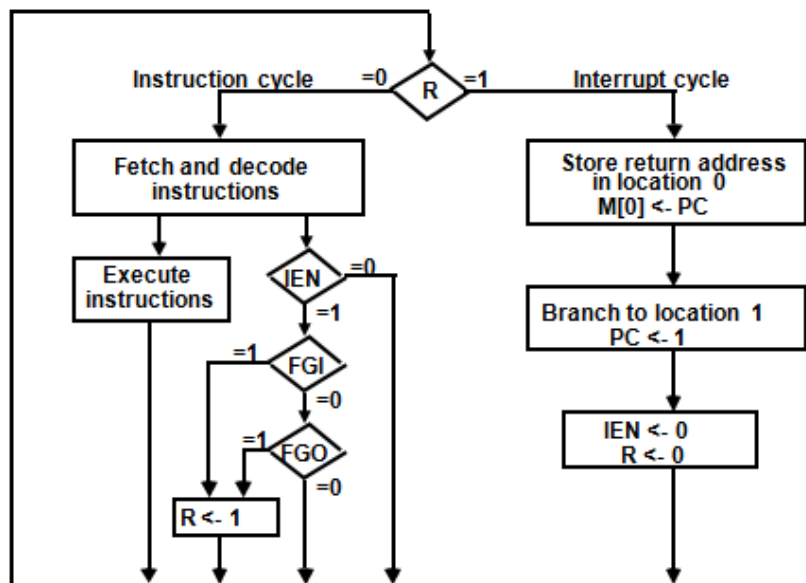 Instruction cycle
=0
R
=1
Interrupt cycle
Fetch and decode
instructions
Store return address
in location 0
M[0] <- PC
Execute
instructions
IEN
=0
=1
Branch to location 1
PC <- 1
=1
FGI
=0
IEN <- 0
R <- 0
=1
FGO
=0
R <- 1